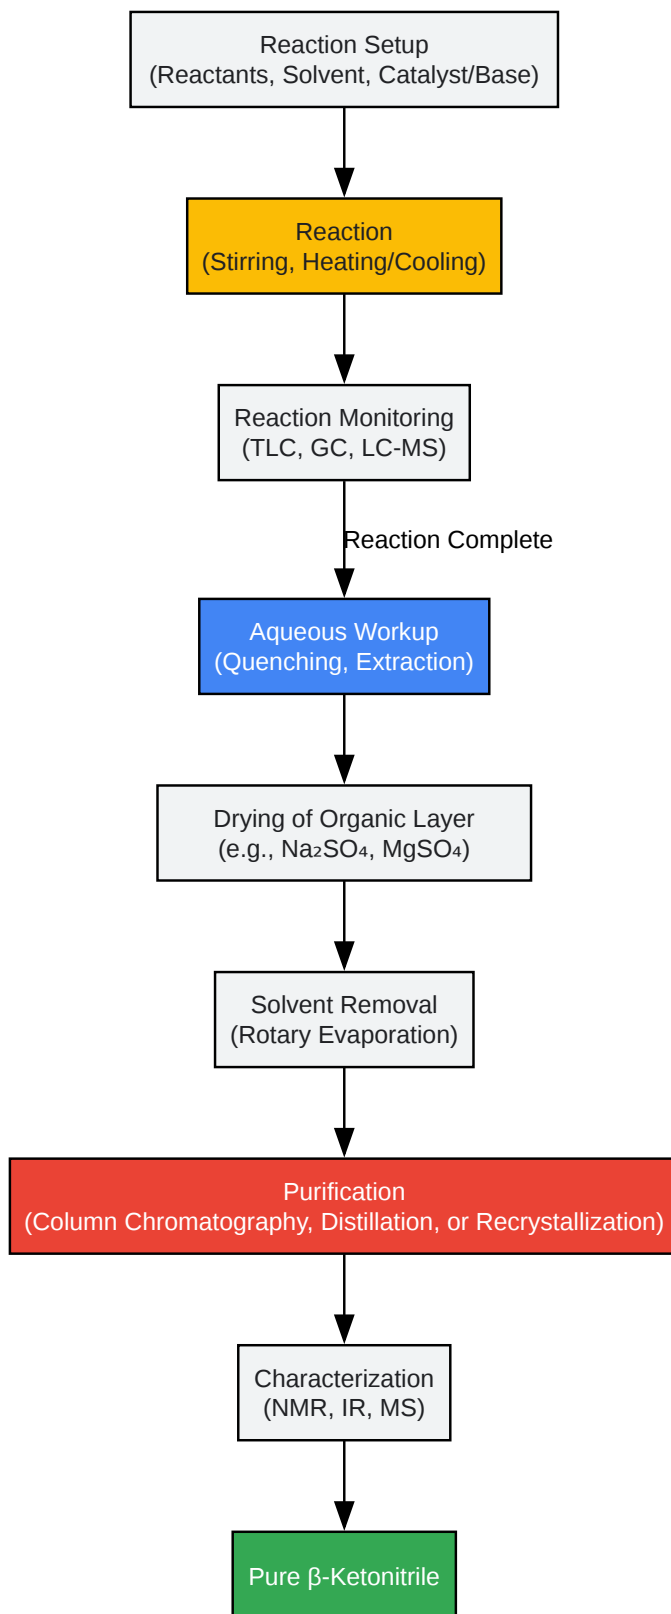 Reaction Setup
(Reactants, Solvent, Catalyst/Base)
Reaction
(Stirring, Heating/Cooling)
Reaction Monitoring
(TLC, GC, LC-MS)
Reaction Complete
Aqueous Workup
(Quenching, Extraction)
Drying of Organic Layer
(e.g., Na₂SO₄, MgSO₄)
Solvent Removal
(Rotary Evaporation)
Purification
(Column Chromatography, Distillation, or Recrystallization)
Characterization
(NMR, IR, MS)
Pure β-Ketonitrile